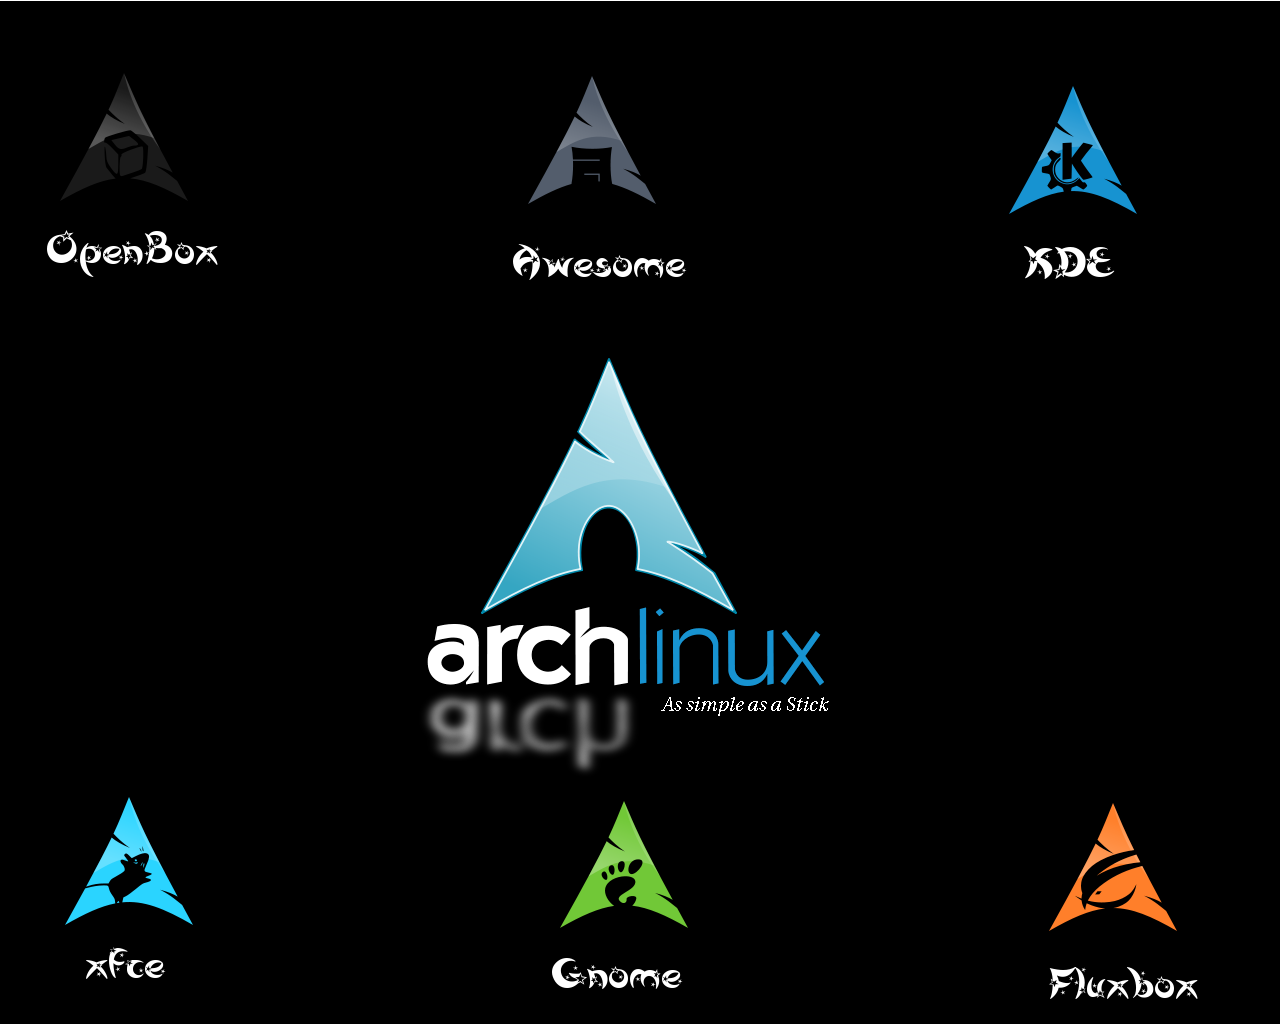 OpenBox
Awesome
KDE
archlinux
As simple as a Stick
xfce
Gnome
Fluxbox